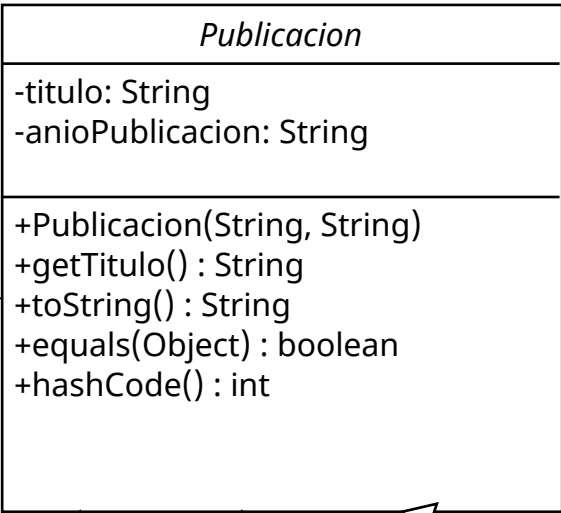 Publicacion
-titulo: String
-anioPublicacion: String
+Publicacion(String, String)
+getTitulo() : String
+toString() : String
+equals(Object) : boolean
+hashCode() : int